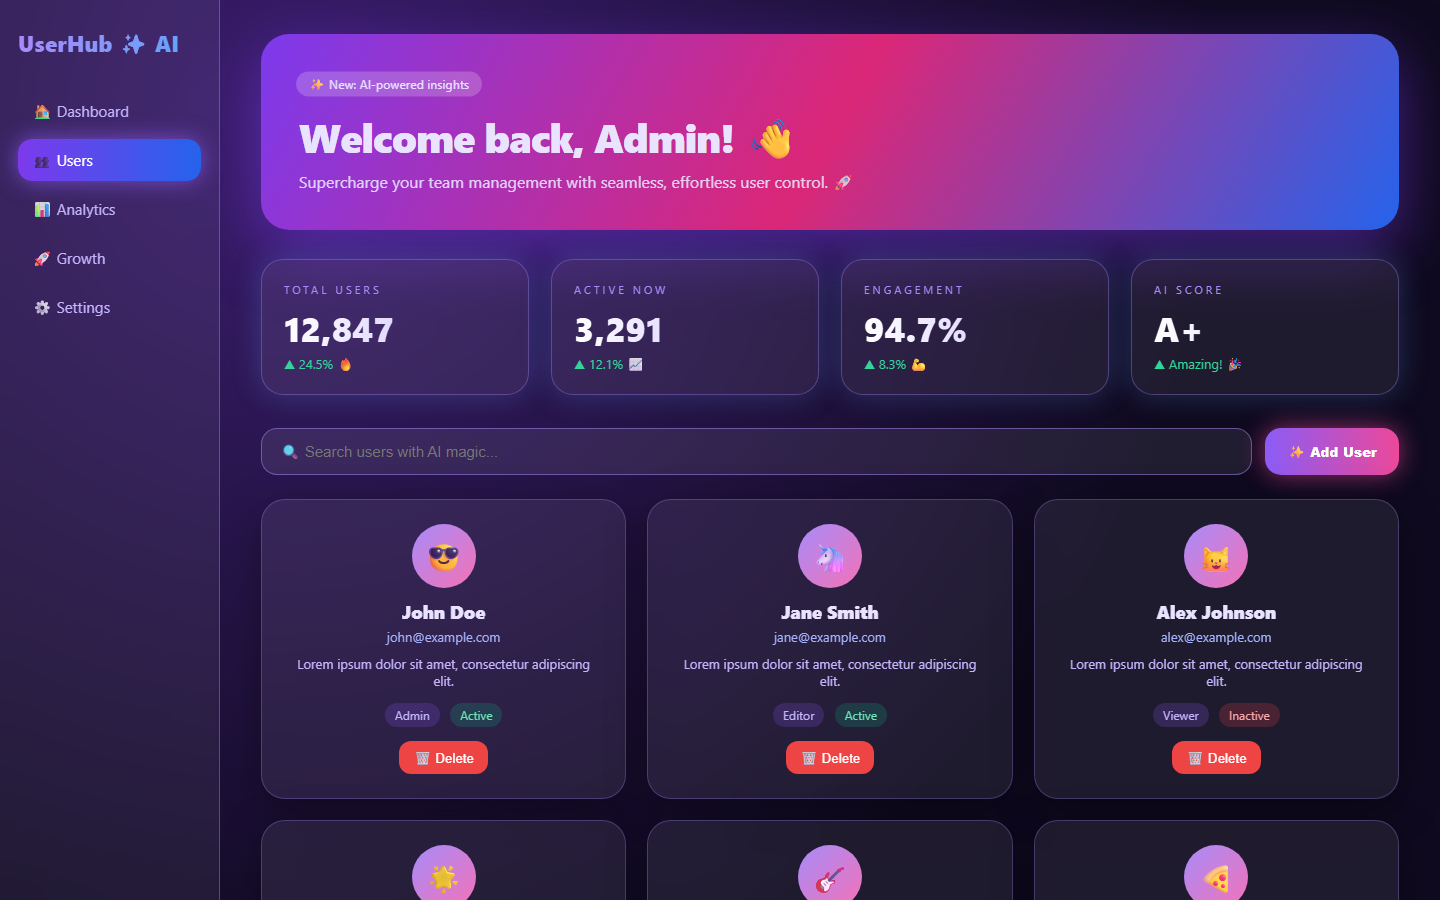 UserHub ✨ AI
🏠 Dashboard
👥 Users
📊 Analytics
🚀 Growth
⚙️ Settings
✨ New: AI-powered insights
Welcome back, Admin! 👋
Supercharge your team management with seamless, effortless user control. 🚀
TOTAL USERS
12,847
▲ 24.5% 🔥
ACTIVE NOW
3,291
▲ 12.1% 📈
ENGAGEMENT
94.7%
▲ 8.3% 💪
AI SCORE
A+
▲ Amazing! 🎉
🔍 Search users with AI magic...
✨ Add User
John Doe
john@example.com
Lorem ipsum dolor sit amet, consectetur adipiscing
elit.
Admin Active
🗑️ Delete
Jane Smith
jane@example.com
Lorem ipsum dolor sit amet, consectetur adipiscing
elit.
Editor Active
🗑️ Delete
Alex Johnson
alex@example.com
Lorem ipsum dolor sit amet, consectetur adipiscing
elit.
Viewer Inactive
🗑️ Delete